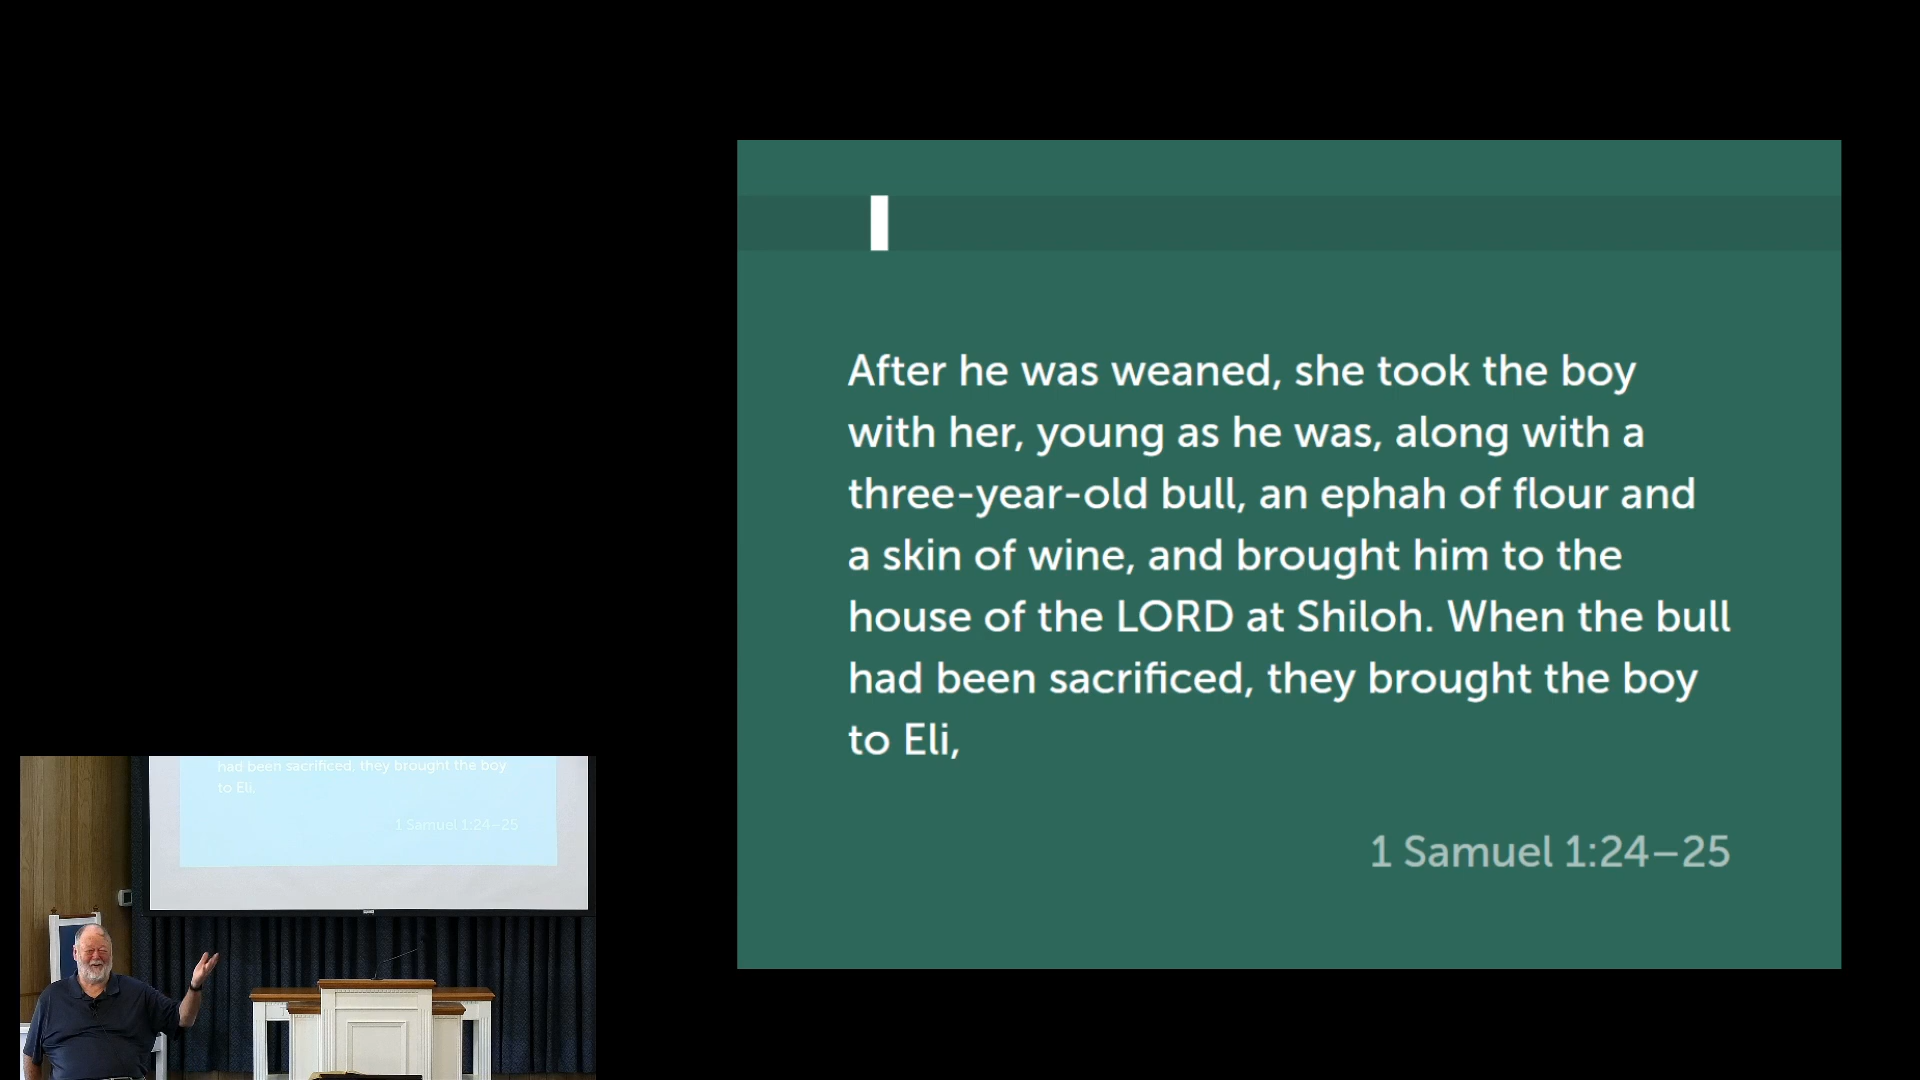 After he was weaned, she took the boy
with her, young as he was, along with a
three-year-old bull, an ephah of flour and
a skin of wine, and brought him to the
house of the LORD at Shiloh. When the bull
had been sacrificed, they brought the boy
to Eli,
1 Samuel 1:24–25
had been sacrificed, they brought the boy
to Eli,
1 Samuel 1:24–25